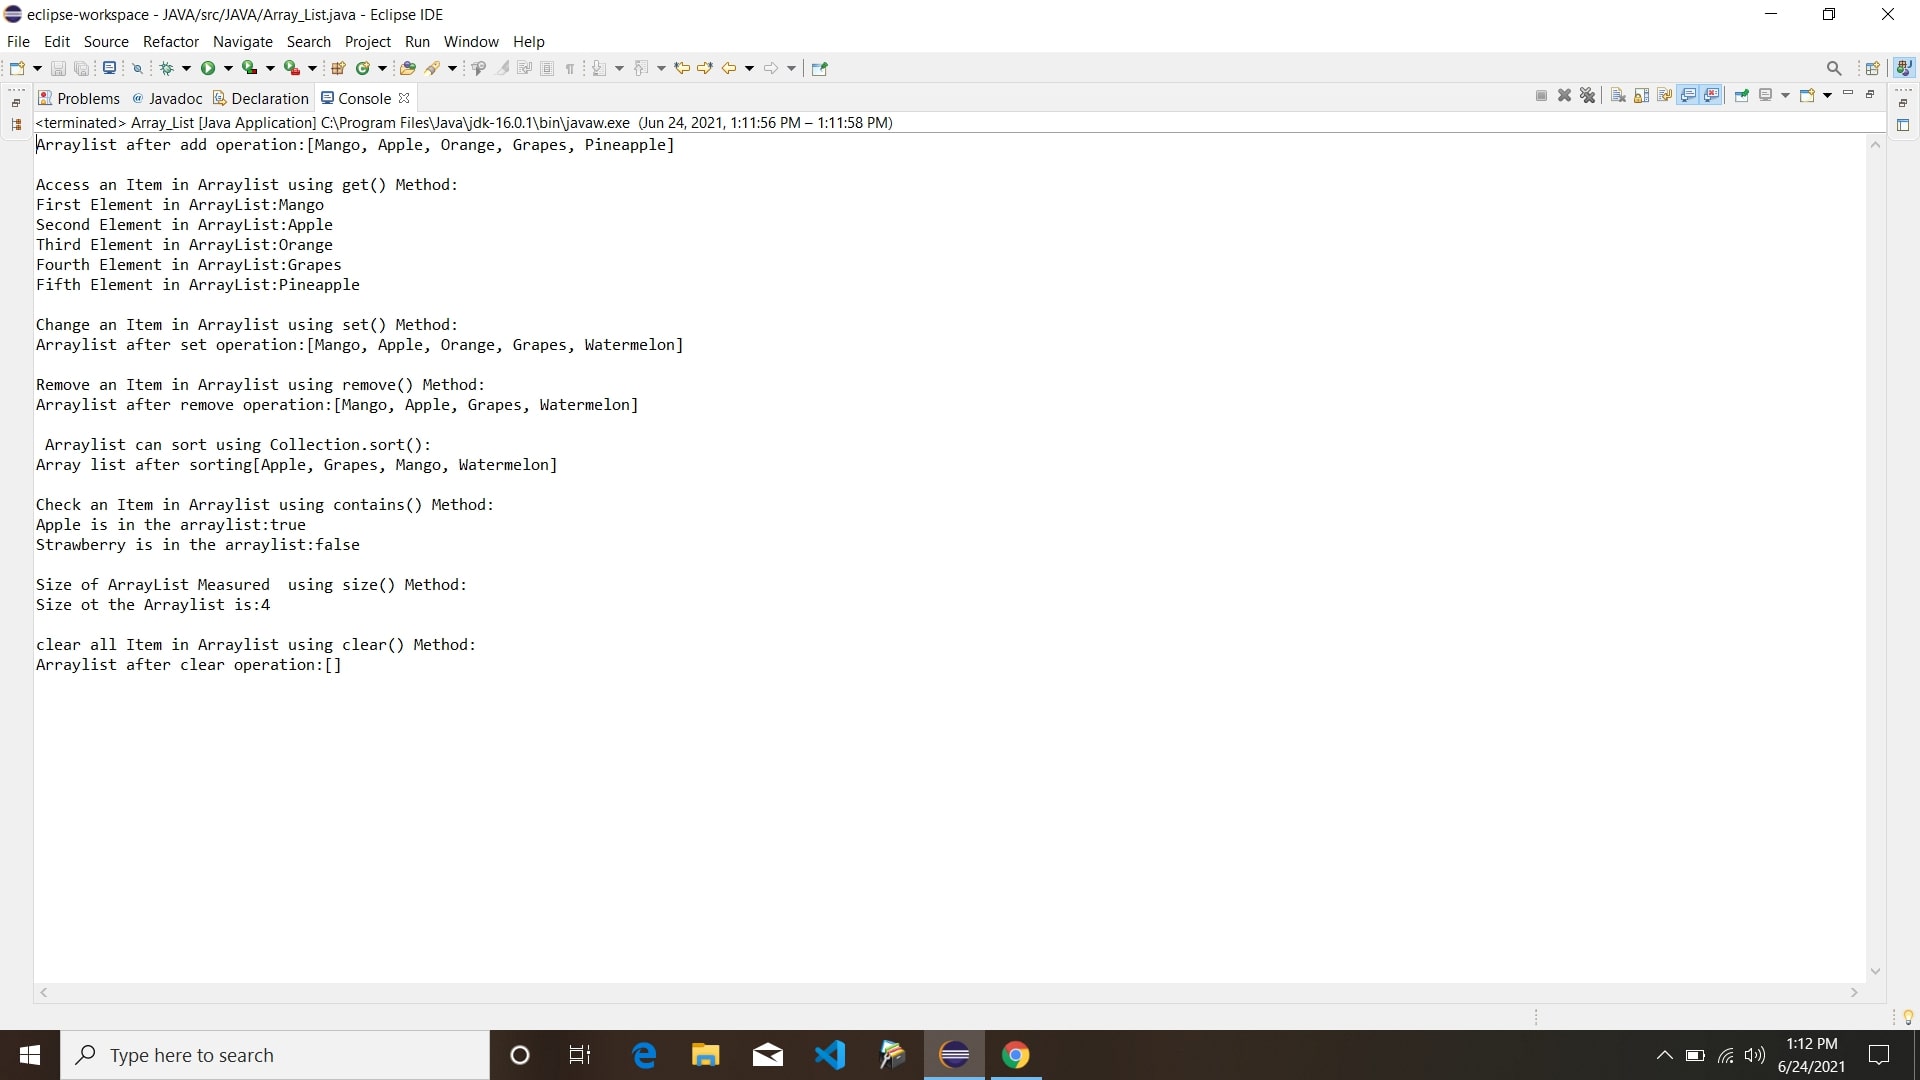 eclipse-workspace - JAVA/src/JAVA/Array_List.java - Eclipse IDE
File Edit Source Refactor Navigate Search Project Run Window Help
Problems @ Javadoc Declaration Console
<terminated> Array_List [Java Application] C:\Program Files\Java\jdk-16.0.1\bin\javaw.exe (Jun 24, 2021, 1:11:56 PM – 1:11:58 PM)
Arraylist after add operation:[Mango, Apple, Orange, Grapes, Pineapple]
Access an Item in Arraylist using get() Method:
First Element in ArrayList:Mango
Second Element in ArrayList:Apple
Third Element in ArrayList:Orange
Fourth Element in ArrayList:Grapes
Fifth Element in ArrayList:Pineapple
Change an Item in Arraylist using set() Method:
Arraylist after set operation:[Mango, Apple, Orange, Grapes, Watermelon]
Remove an Item in Arraylist using remove() Method:
Arraylist after remove operation:[Mango, Apple, Grapes, Watermelon]
Arraylist can sort using Collection.sort():
Array list after sorting[Apple, Grapes, Mango, Watermelon]
Check an Item in Arraylist using contains() Method:
Apple is in the arraylist:true
Strawberry is in the arraylist:false
Size of ArrayList Measured  using size() Method:
Size ot the Arraylist is:4
clear all Item in Arraylist using clear() Method:
Arraylist after clear operation:[]
Type here to search
1:12 PM
6/24/2021